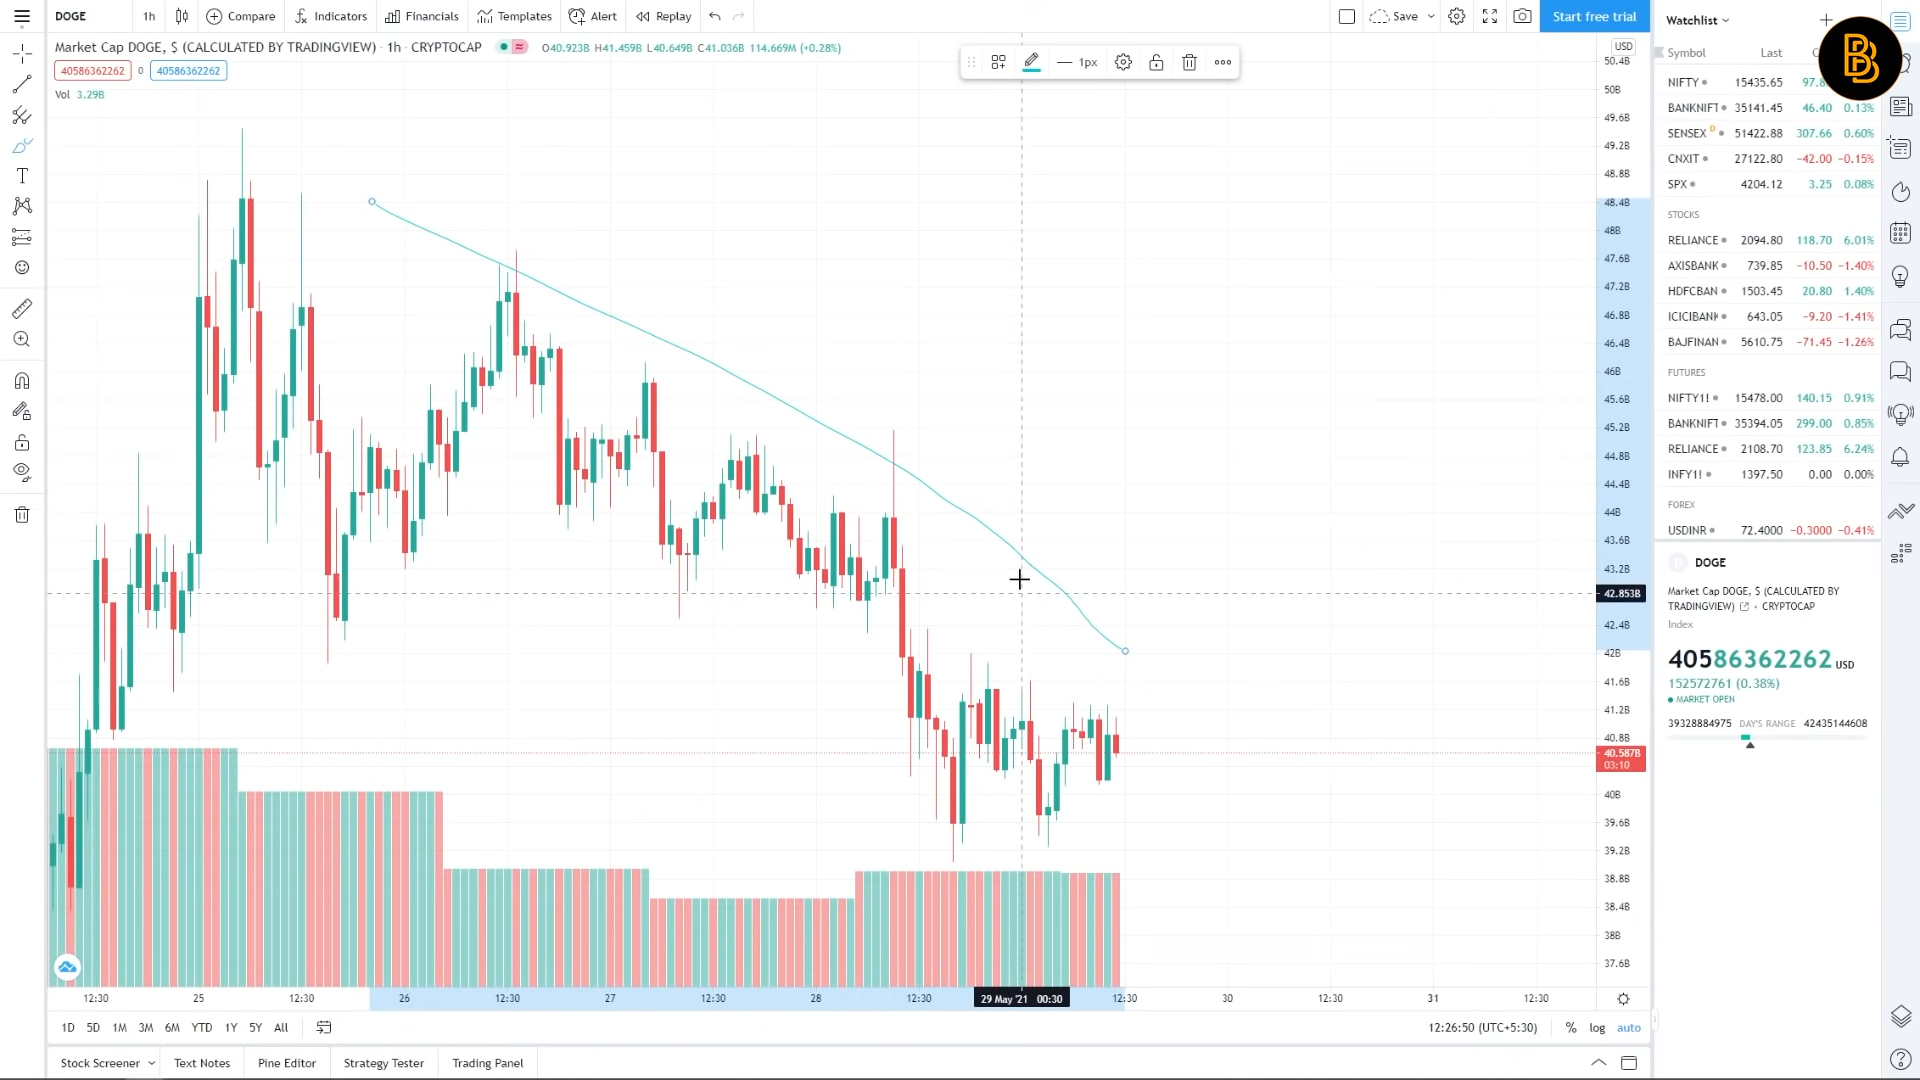 DOGE 1h Compare Indicators Financials Templates Alert Replay Save Start free trial
Market Cap DOGE, $ (CALCULATED BY TRADINGVIEW) · 1h · CRYPTOCAP O40.923B H41.459B L40.649B C41.036B 114.669M (+0.28%)
40586362262 0 40586362262
Vol 3.29B
1px
USD
50.4B
50B
49.6B
49.2B
48.8B
48.4B
48B
47.6B
47.2B
46.8B
46.4B
46B
45.6B
45.2B
44.8B
44.4B
44B
43.6B
43.2B
42.853B
42.4B
42B
41.6B
41.2B
40.8B
40.587B
03:10
40B
39.6B
39.2B
38.8B
38.4B
38B
37.6B
12:30 25 12:30 26 12:30 27 12:30 28 12:30 29 May '21 00:30 12:30 30 12:30 31 12:30
1D 5D 1M 3M 6M YTD 1Y 5Y All 12:26:50 (UTC+5:30) % log auto
Stock Screener Text Notes Pine Editor Strategy Tester Trading Panel
Watchlist
Symbol Last
NIFTY 15435.65 97.8
BANKNIFT 35141.45 46.40 0.13%
SENSEX D 51422.88 307.66 0.60%
CNXIT 27122.80 −42.00 −0.15%
SPX 4204.12 3.25 0.08%
STOCKS
RELIANCE 2094.80 118.70 6.01%
AXISBANK 739.85 −10.50 −1.40%
HDFCBAN 1503.45 20.80 1.40%
ICICIBANK 643.05 −9.20 −1.41%
BAJFINAN 5610.75 −71.45 −1.26%
FUTURES
NIFTY1! 15478.00 140.15 0.91%
BANKNIFT 35394.05 299.00 0.85%
RELIANCE 2108.70 123.85 6.24%
INFY1! 1397.50 0.00 0.00%
FOREX
USDINR 72.4000 −0.3000 −0.41%
DOGE
Market Cap DOGE, $ (CALCULATED BY
TRADINGVIEW) • CRYPTOCAP
Index
40586362262 USD
152572761 (0.38%)
MARKET OPEN
39328884975 DAY'S RANGE 42435144608